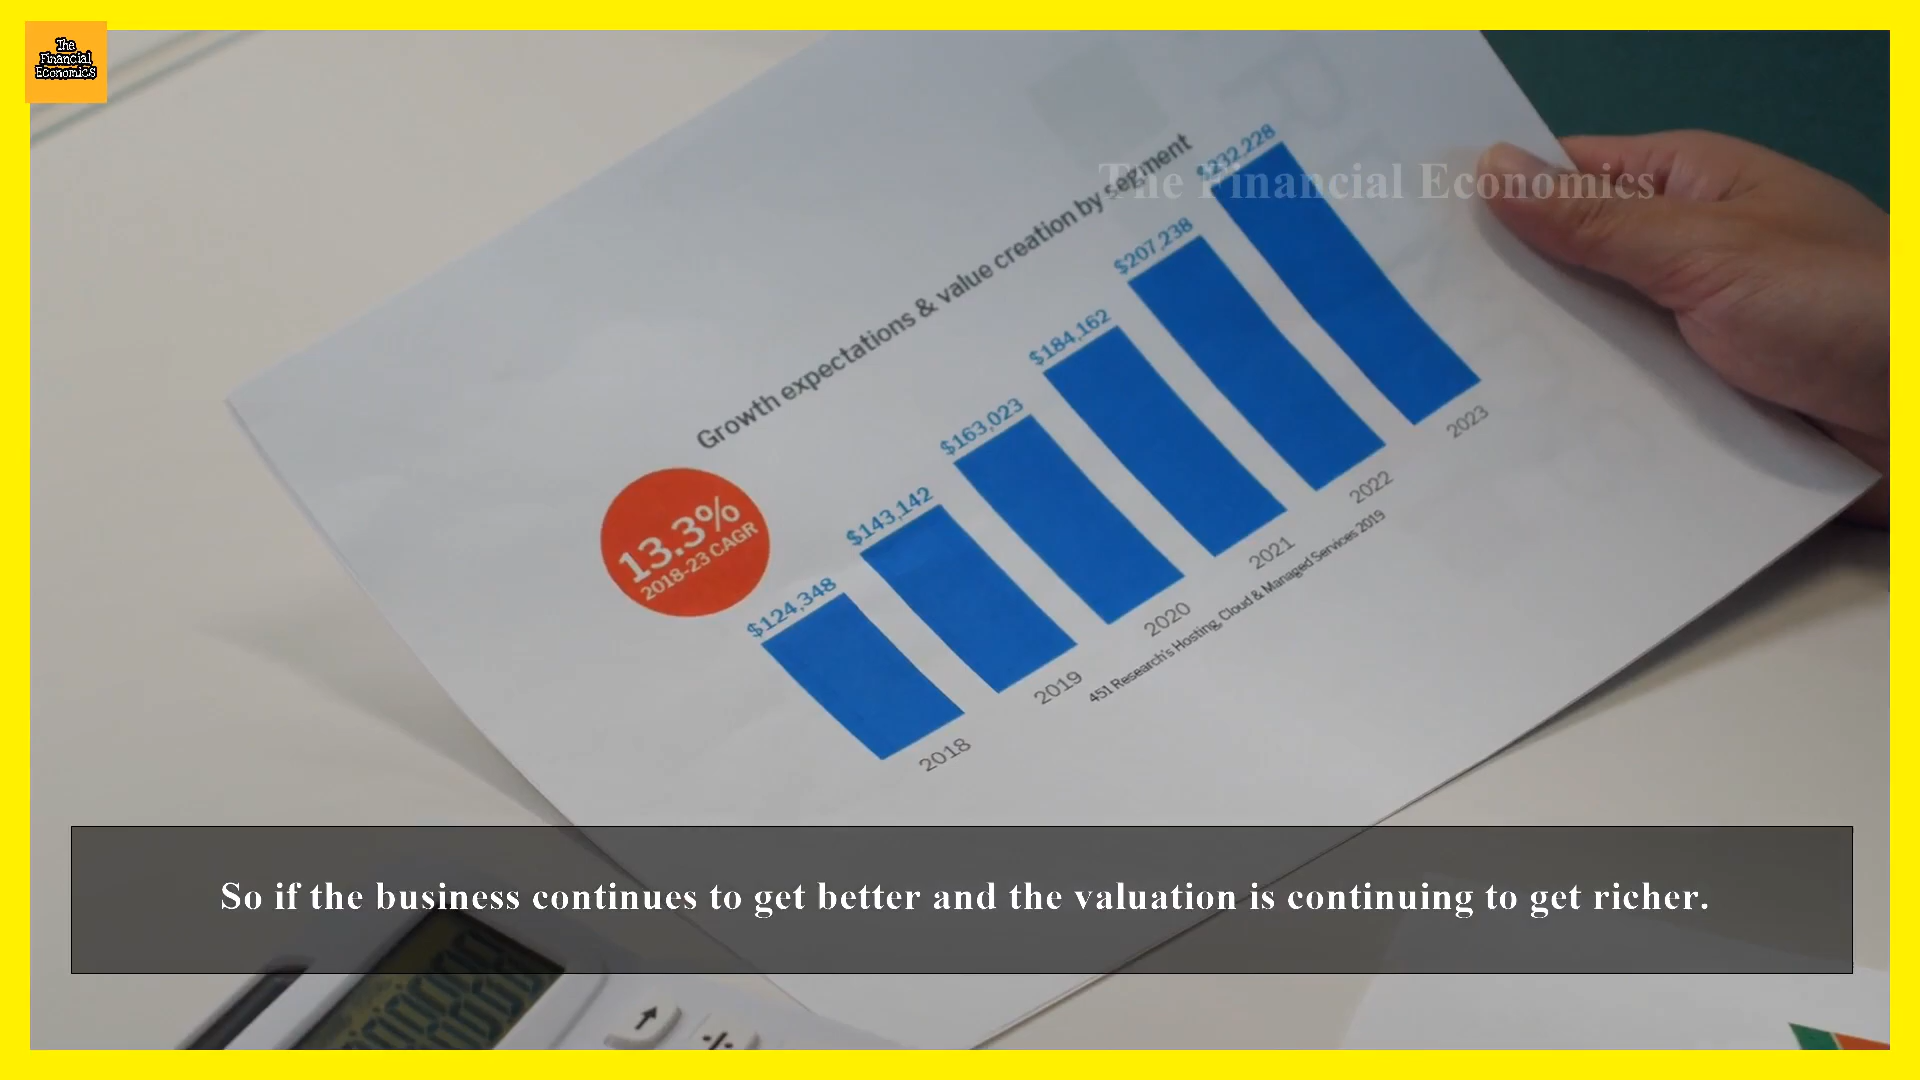 The
Financial
Economics
The Financial Economics
Growth expectations & value creation by segment
13.3%
2018-23 CAGR
$124,348
$143,142
$163,023
$184,162
$207,238
$232,228
2018
2019
2020
2021
2022
2023
451 Research's Hosting, Cloud & Managed Services 2019
So if the business continues to get better and the valuation is continuing to get richer.